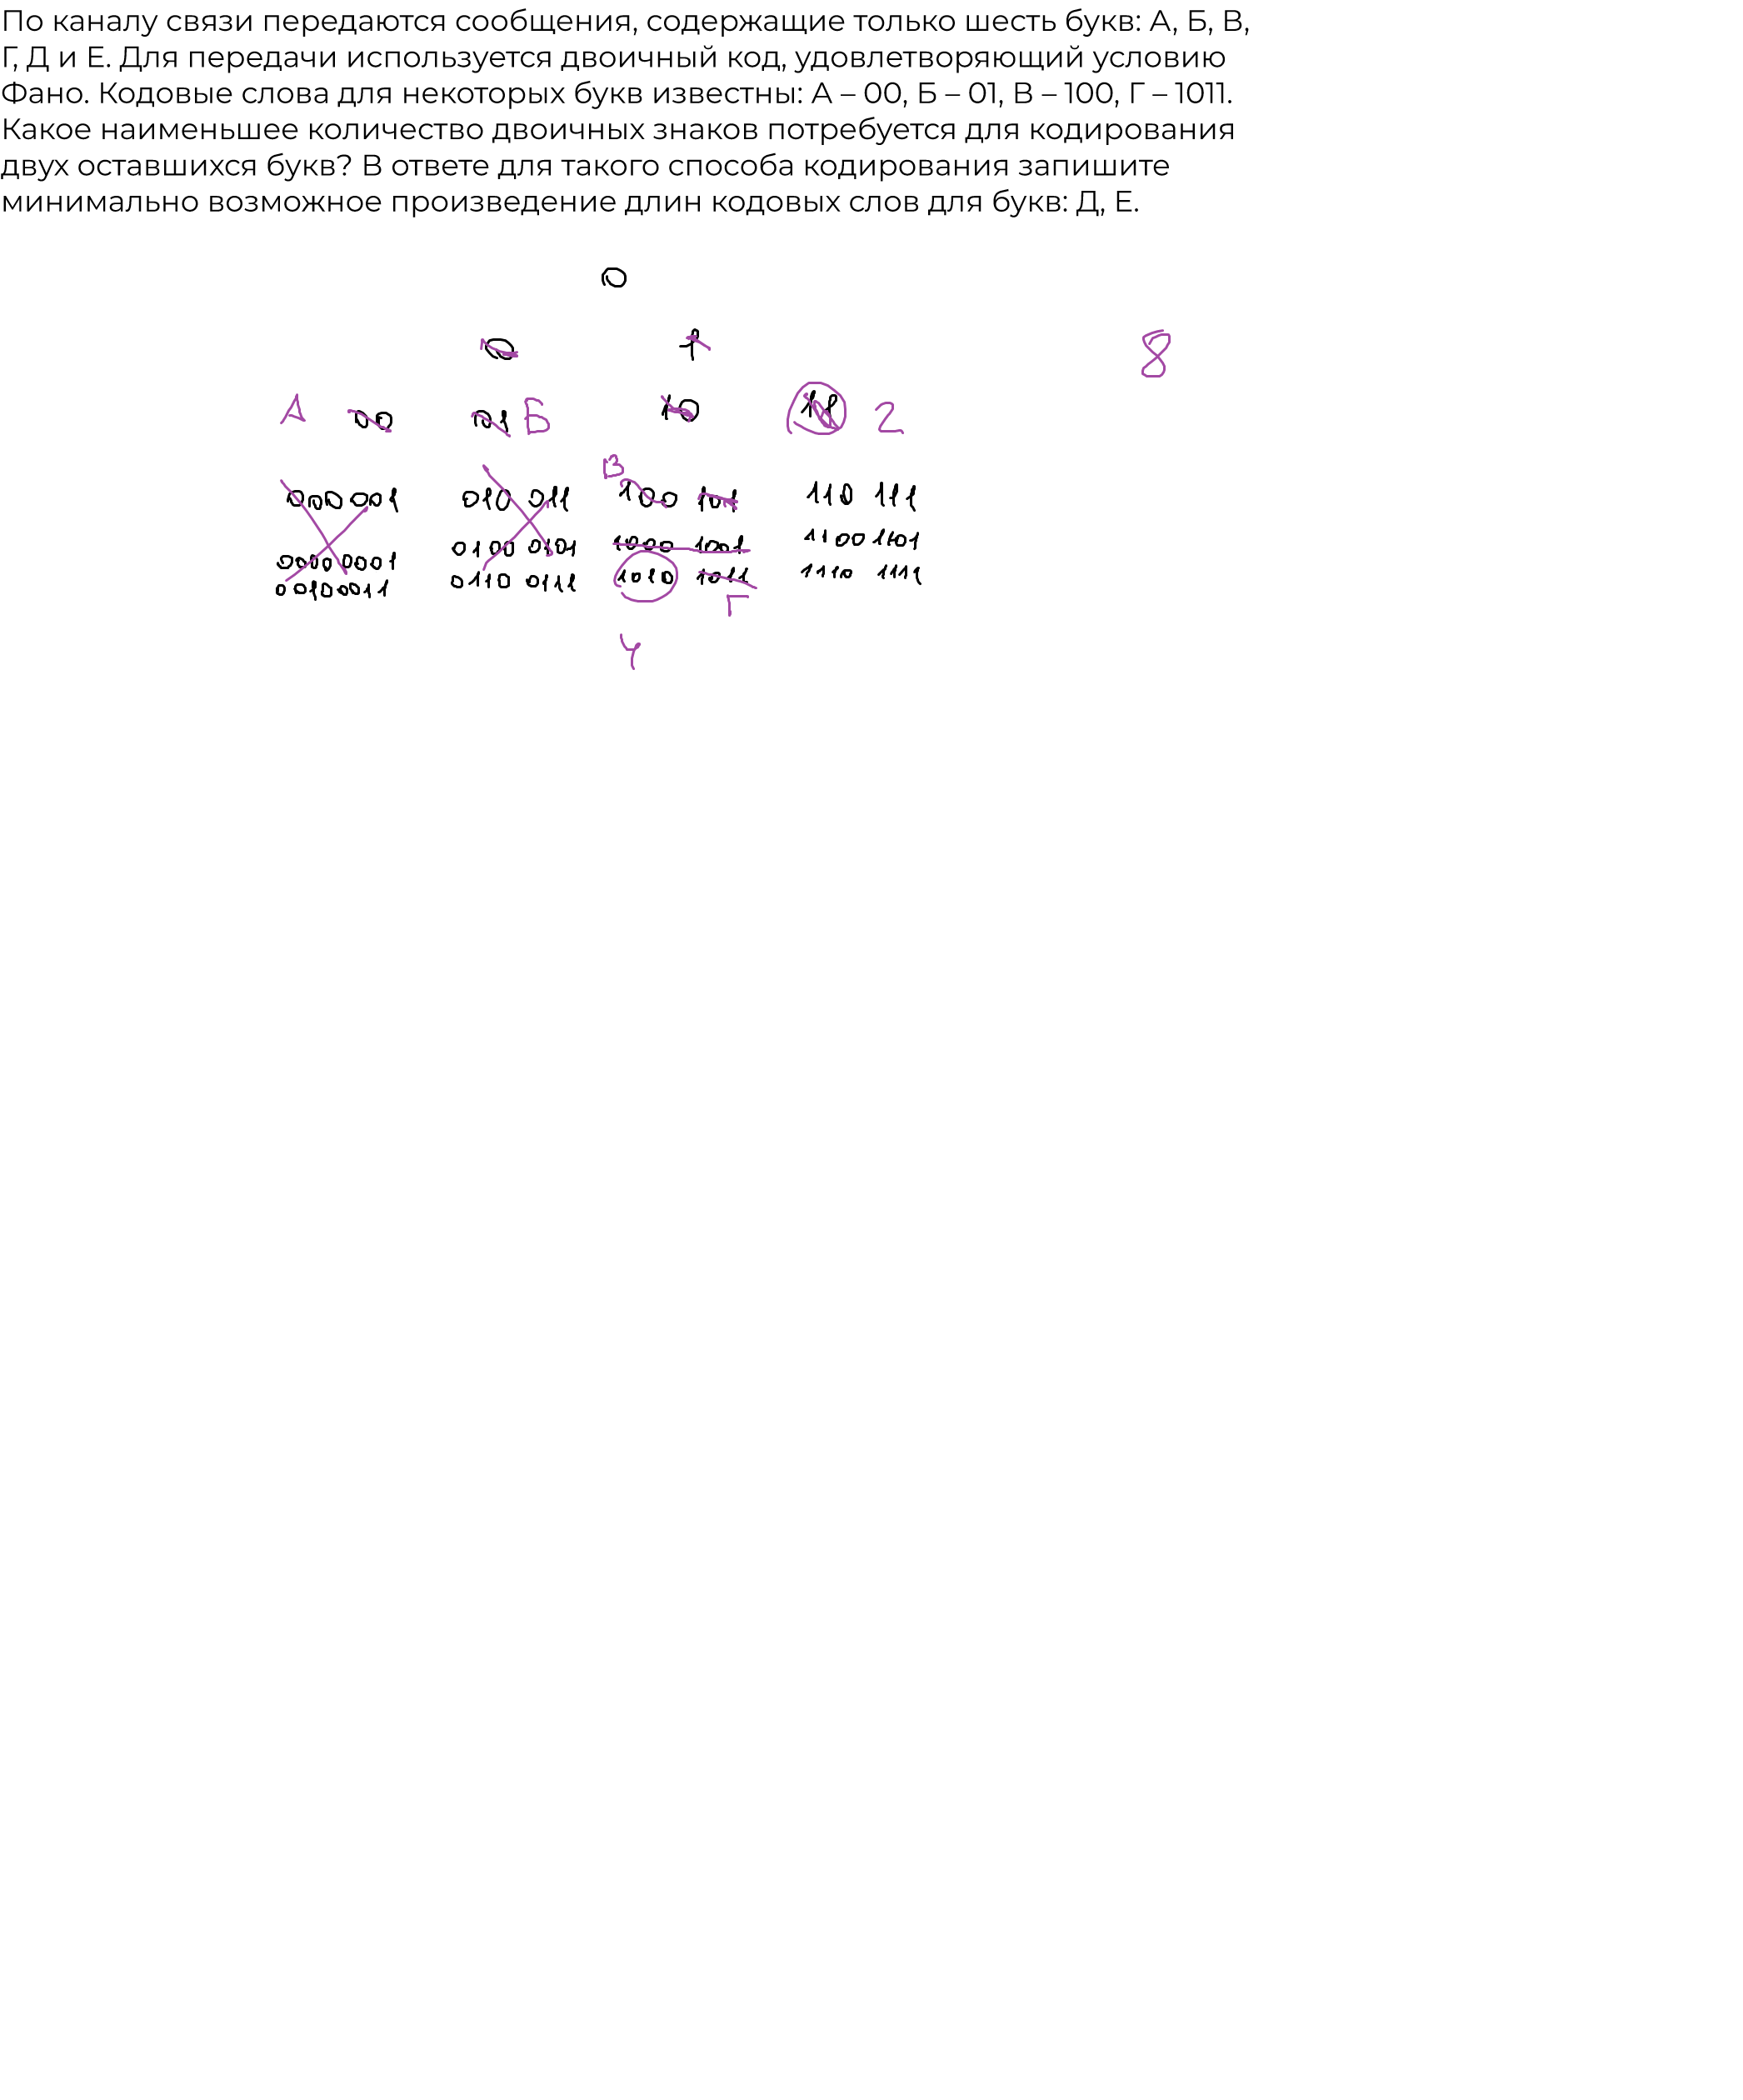 По каналу связи передаются сообщения, содержащие только шесть букв: А, Б, В,
Г, Д и Е. Для передачи используется двоичный код, удовлетворяющий условию
Фано. Кодовые слова для некоторых букв известны: А – 00, Б – 01, В – 100, Г – 1011.
Какое наименьшее количество двоичных знаков потребуется для кодирования
двух оставшихся букв? В ответе для такого способа кодирования запишите
минимально возможное произведение длин кодовых слов для букв: Д, Е.
0
0 1 8
А 00 01 Б 10 11 2
В
000 001 010 011 100 101 110 111
0100 0101 1000 1001 1100 1101
0000 0001 0110 0111 1010 1011 1110 1111
0010 0011 Г
4